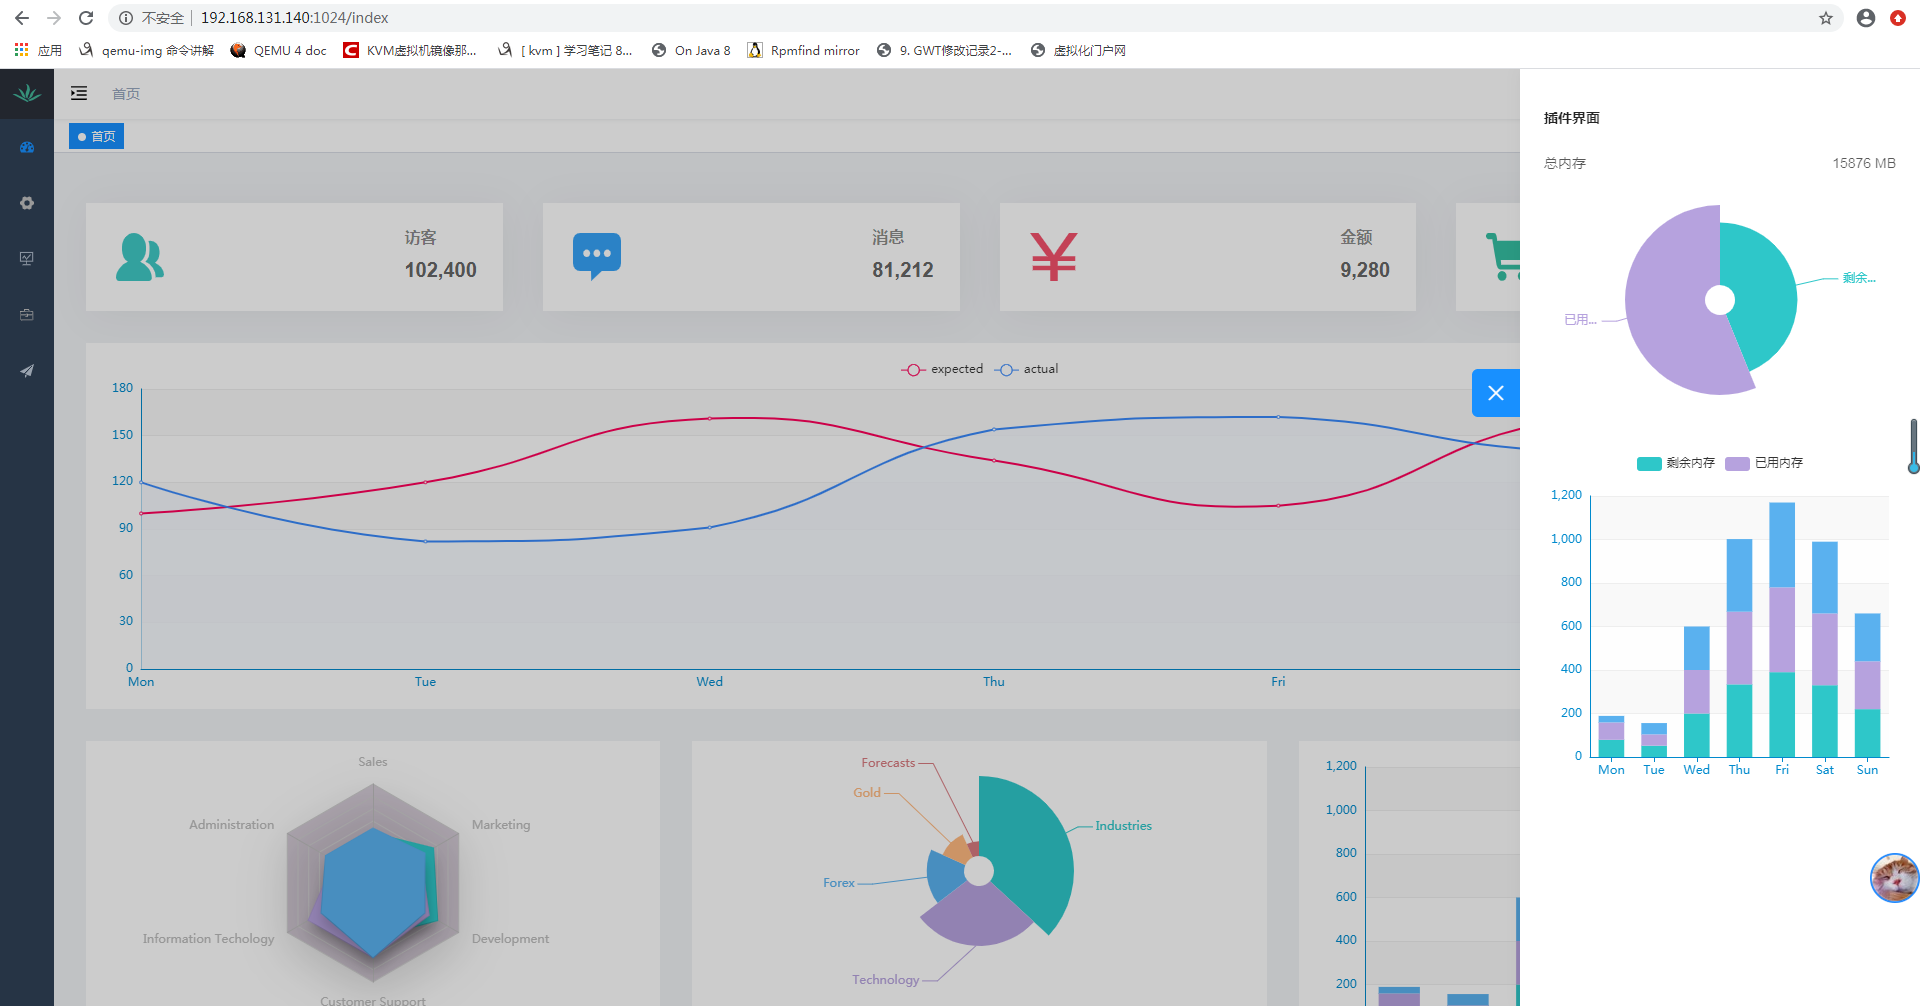 不安全 192.168.131.140:1024/index
应用 qemu-img 命令讲解 QEMU 4 doc KVM虚拟机镜像那... [ kvm ] 学习笔记 8... On Java 8 Rpmfind mirror 9. GWT修改记录2-... 虚拟化门户网
首页
首页
访客
102,400
消息
81,212
金额
9,280
expected actual
180
150
120
90
60
30
0
Mon Tue Wed Thu Fri
Sales
Administration Marketing
Information Techology Development
Customer Support
Forecasts
Gold
Industries
Forex
Technology
1,200
1,000
800
600
400
200
插件界面
总内存 15876 MB
剩余...
已用...
剩余内存 已用内存
1,200
1,000
800
600
400
200
0
Mon Tue Wed Thu Fri Sat Sun